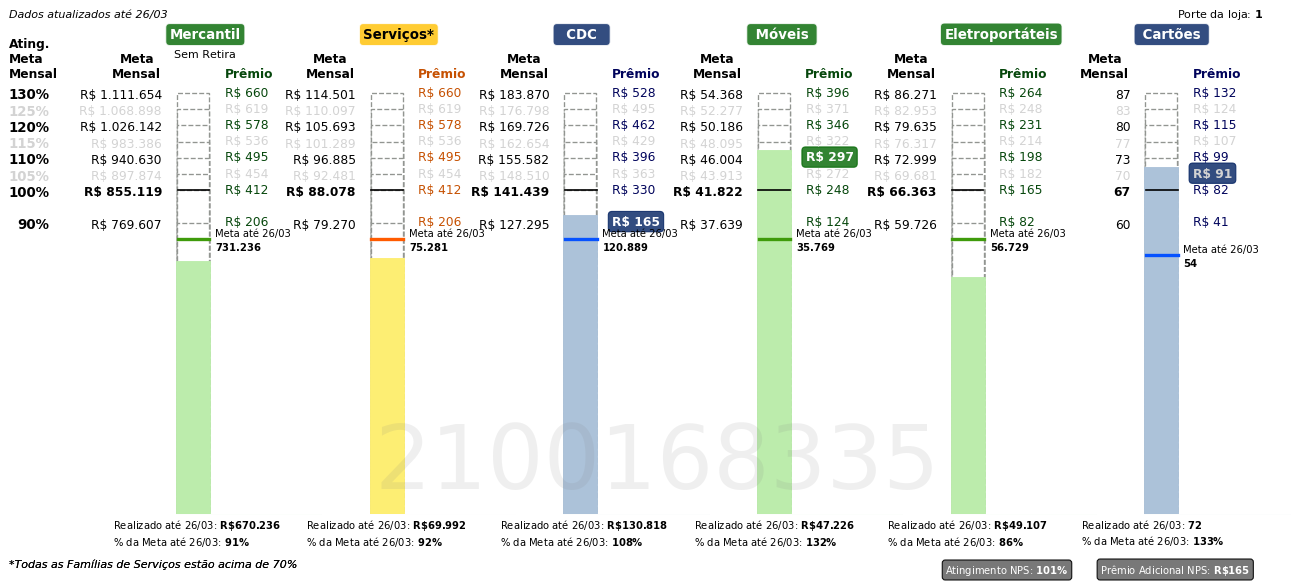 Dados atualizados até 26/03
Porte da loja: 1
Mercantil Serviços* CDC Móveis Eletroportáteis Cartões
Sem Retira
Ating. Meta Mensal
Meta Mensal Prêmio Meta Mensal Prêmio Meta Mensal Prêmio Meta Mensal Prêmio Meta Mensal Prêmio Meta Mensal Prêmio
130% R$ 1.111.654 R$ 660 R$ 114.501 R$ 660 R$ 183.870 R$ 528 R$ 54.368 R$ 396 R$ 86.271 R$ 264 87 R$ 132
125% R$ 1.068.898 R$ 619 R$ 110.097 R$ 619 R$ 176.798 R$ 495 R$ 52.277 R$ 371 R$ 82.953 R$ 248 83 R$ 124
120% R$ 1.026.142 R$ 578 R$ 105.693 R$ 578 R$ 169.726 R$ 462 R$ 50.186 R$ 346 R$ 79.635 R$ 231 80 R$ 115
115% R$ 983.386 R$ 536 R$ 101.289 R$ 536 R$ 162.654 R$ 429 R$ 48.095 R$ 322 R$ 76.317 R$ 214 77 R$ 107
110% R$ 940.630 R$ 495 R$ 96.885 R$ 495 R$ 155.582 R$ 396 R$ 46.004 R$ 297 R$ 72.999 R$ 198 73 R$ 99
105% R$ 897.874 R$ 454 R$ 92.481 R$ 454 R$ 148.510 R$ 363 R$ 43.913 R$ 272 R$ 69.681 R$ 182 70 R$ 91
100% R$ 855.119 R$ 412 R$ 88.078 R$ 412 R$ 141.439 R$ 330 R$ 41.822 R$ 248 R$ 66.363 R$ 165 67 R$ 82
90% R$ 769.607 R$ 206 R$ 79.270 R$ 206 R$ 127.295 R$ 165 R$ 37.639 R$ 124 R$ 59.726 R$ 82 60 R$ 41
Meta até 26/03 Meta até 26/03 Meta até 26/03 Meta até 26/03 Meta até 26/03 Meta até 26/03
731.236 75.281 120.889 35.769 56.729 54
2100168335
Realizado até 26/03: R$670.236 Realizado até 26/03: R$69.992 Realizado até 26/03: R$130.818 Realizado até 26/03: R$47.226 Realizado até 26/03: R$49.107 Realizado até 26/03: 72
% da Meta até 26/03: 91% % da Meta até 26/03: 92% % da Meta até 26/03: 108% % da Meta até 26/03: 132% % da Meta até 26/03: 86% % da Meta até 26/03: 133%
*Todas as Famílias de Serviços estão acima de 70%
Atingimento NPS: 101% Prêmio Adicional NPS: R$165